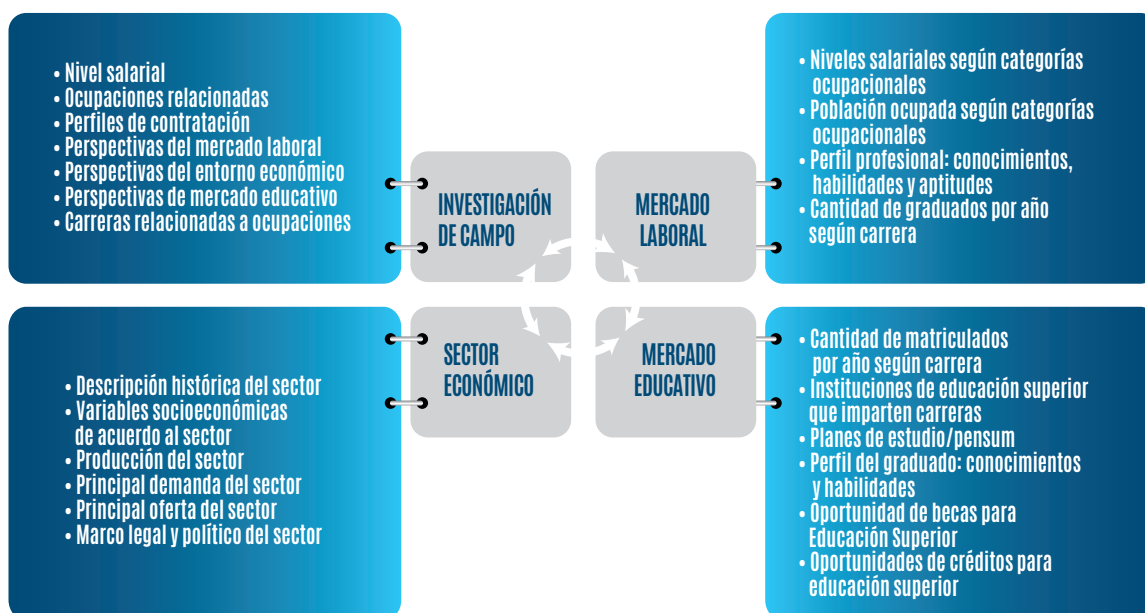 • Nivel salarial
• Ocupaciones relacionadas
• Perfiles de contratación
• Perspectivas del mercado laboral
• Perspectivas del entorno económico
• Perspectivas de mercado educativo
• Carreras relacionadas a ocupaciones
INVESTIGACIÓN
DE CAMPO
MERCADO
LABORAL
• Niveles salariales según categorías
ocupacionales
• Población ocupada según categorías
ocupacionales
• Perfil profesional: conocimientos,
habilidades y aptitudes
• Cantidad de graduados por año
según carrera
• Descripción histórica del sector
• Variables socioeconómicas
de acuerdo al sector
• Producción del sector
• Principal demanda del sector
• Principal oferta del sector
• Marco legal y político del sector
SECTOR
ECONÓMICO
MERCADO
EDUCATIVO
• Cantidad de matriculados
por año según carrera
• Instituciones de educación superior
que imparten carreras
• Planes de estudio/pensum
• Perfil del graduado: conocimientos
y habilidades
• Oportunidad de becas para
Educación Superior
• Oportunidades de créditos para
educación superior